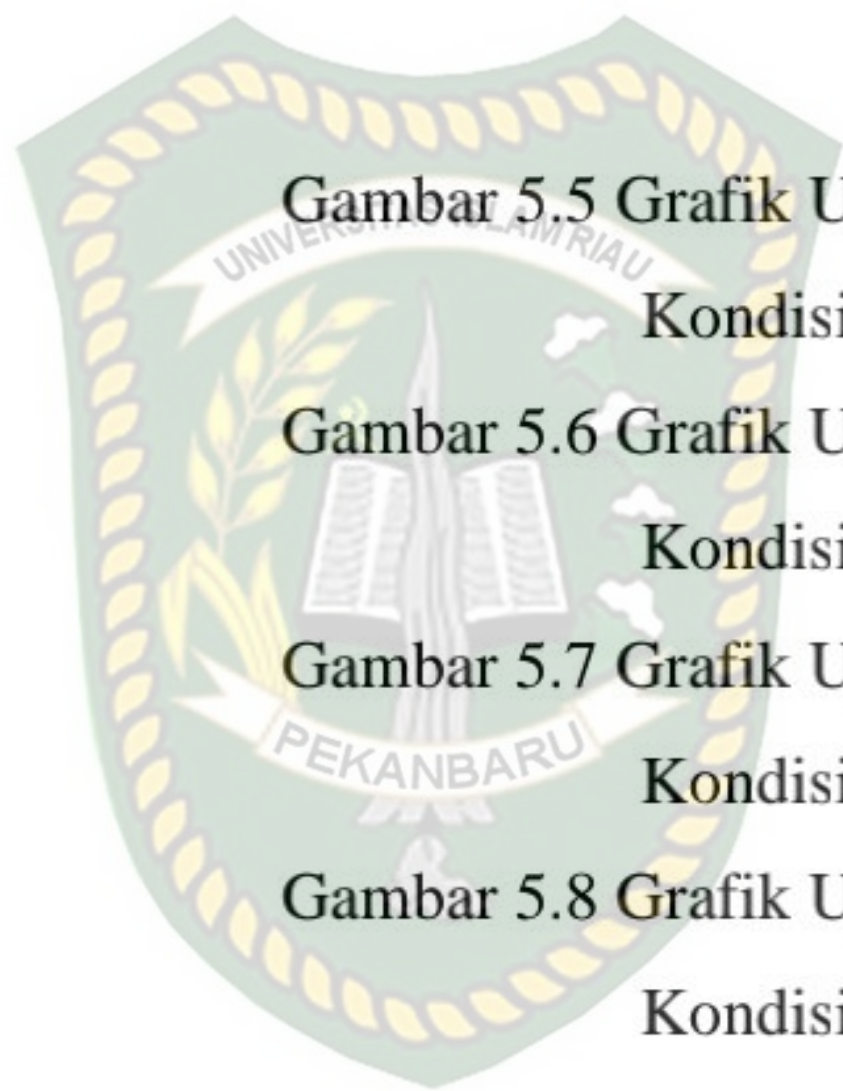 Gambar 5.5 Grafik U
UNIVERSITAS ISLAM RIAU
Kondisi
Gambar 5.6 Grafik U
Kondisi
Gambar 5.7 Grafik U
PEKANBARU
Kondisi
Gambar 5.8 Grafik U
Kondisi